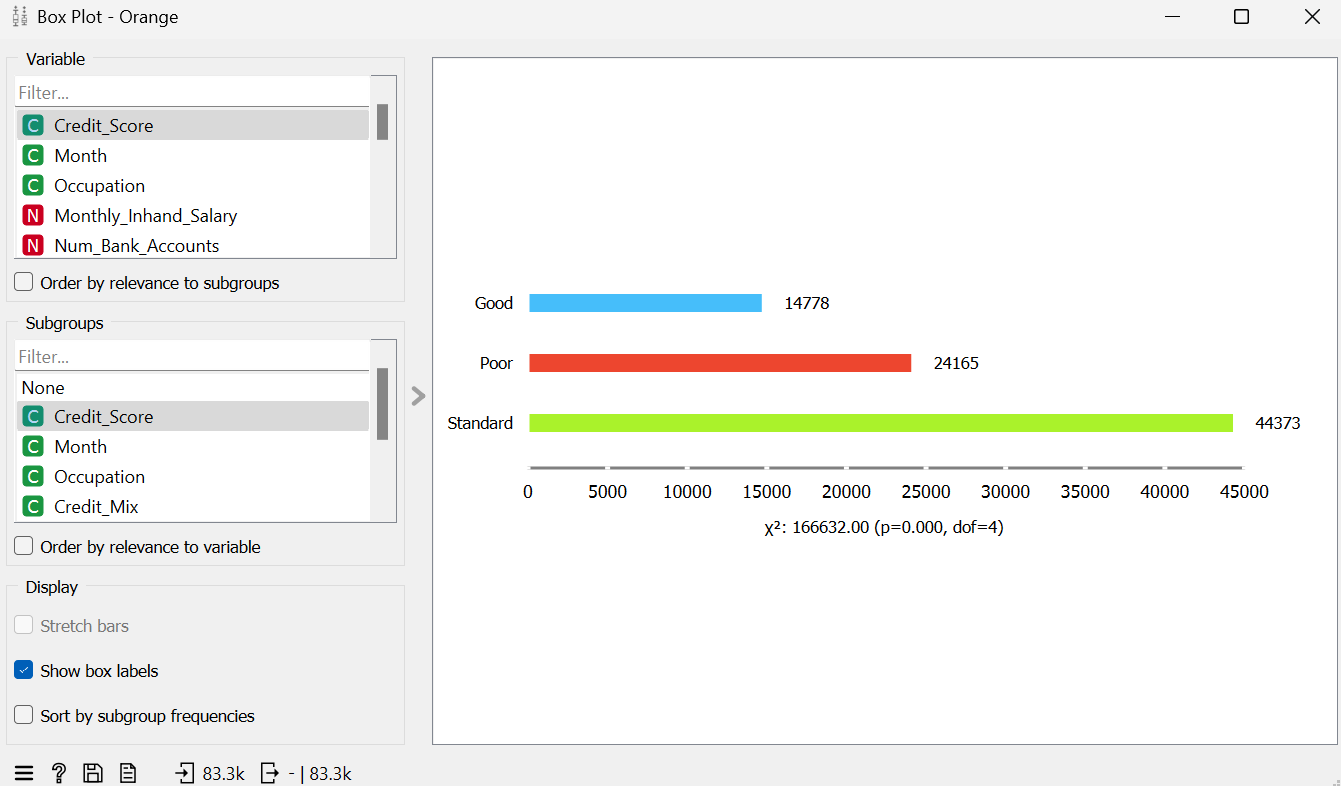 Box Plot - Orange
Variable
Filter...
C Credit_Score
C Month
C Occupation
N Monthly_Inhand_Salary
N Num_Bank_Accounts
Order by relevance to subgroups
Subgroups
Filter...
None
C Credit_Score
C Month
C Occupation
C Credit_Mix
Order by relevance to variable
Display
Stretch bars
Show box labels
Sort by subgroup frequencies
83.3k - | 83.3k
Good 14778
Poor 24165
Standard 44373
0 5000 10000 15000 20000 25000 30000 35000 40000 45000
χ²: 166632.00 (p=0.000, dof=4)